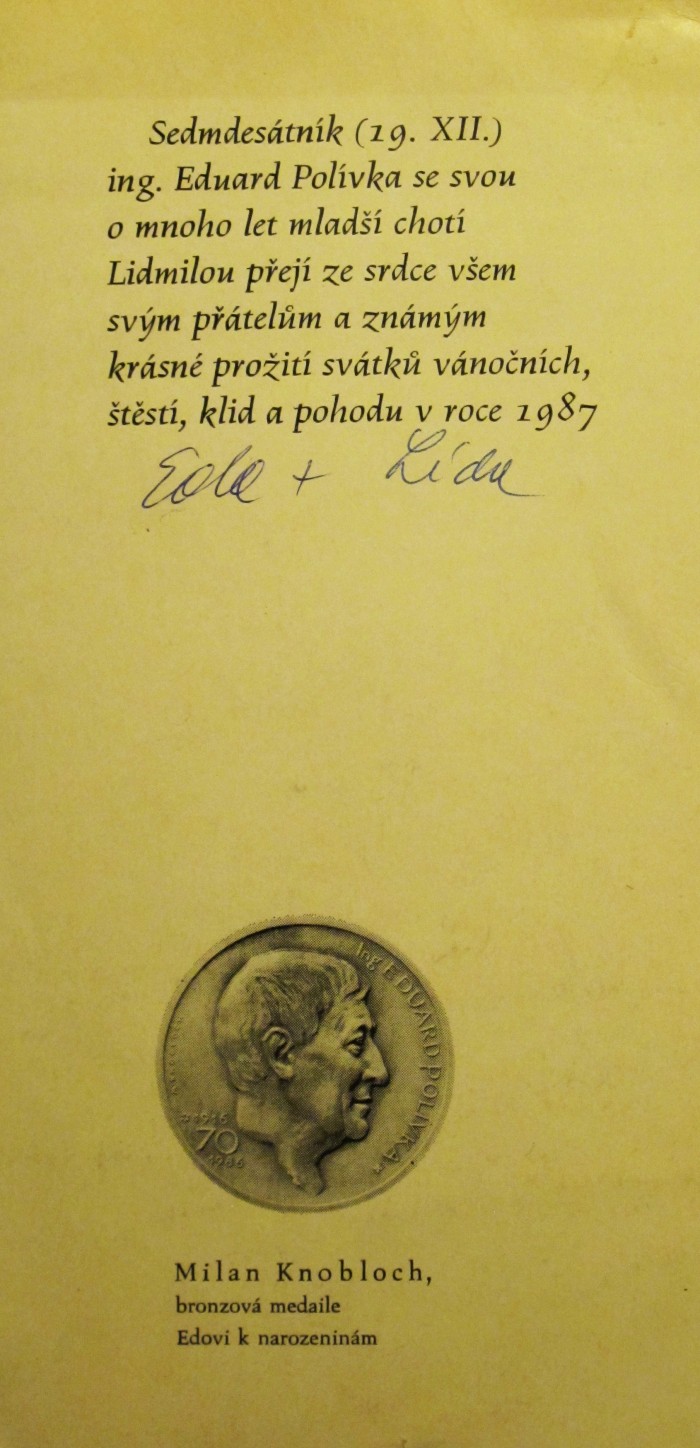 Sedmdesátník (19. XII.)
ing. Eduard Polívka se svou
o mnoho let mladší chotí
Lidmilou přejí ze srdce všem
svým přátelům a známým
krásné prožití svátků vánočních,
štěstí, klid a pohodu v roce 1987
Eda + Lída
Ing EDUARD POLÍVKA
1916
70
1986
Milan Knobloch,
bronzová medaile
Edovi k narozeninám